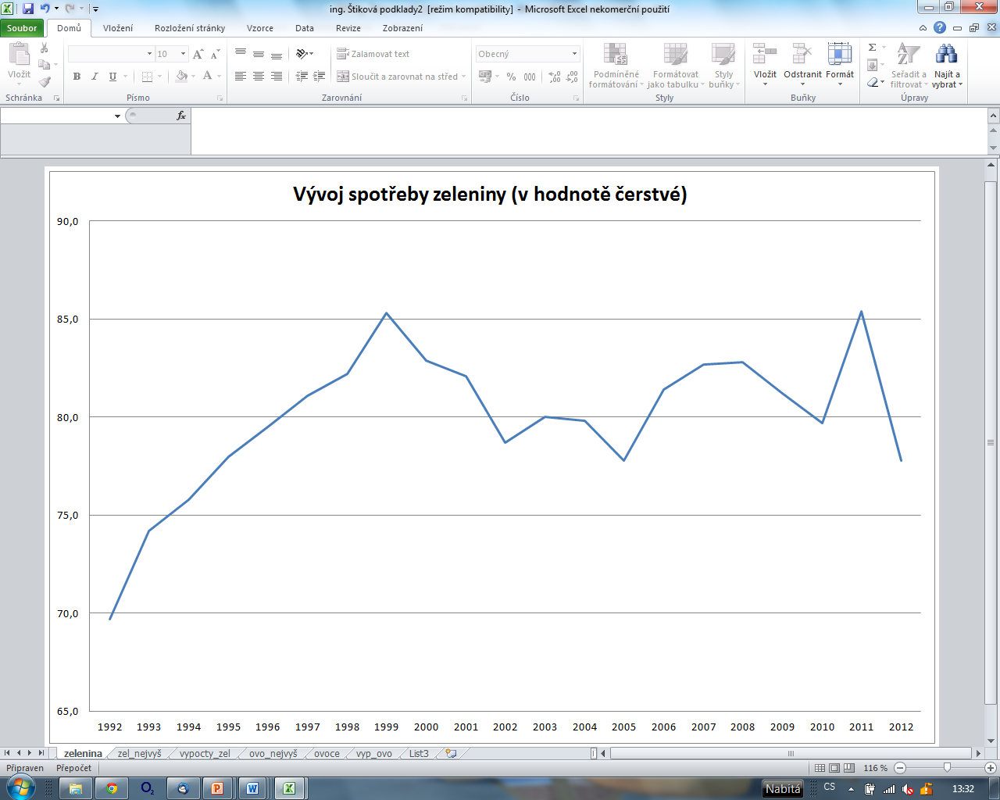 ing. Štiková podklady2  [režim kompatibility]  -  Microsoft Excel nekomerční použití
Soubor Domů Vložení Rozložení stránky Vzorce Data Revize Zobrazení
Vložit
10
Zalamovat text
Sloučit a zarovnat na střed
Obecný
% 000
Podmíněné formátování
Formátovat jako tabulku
Styly buňky
Vložit Odstranit Formát
Seřadit a filtrovat
Najít a vybrat
Schránka Písmo Zarovnání Číslo Styly Buňky Úpravy
fx
Vývoj spotřeby zeleniny (v hodnotě čerstvé)
90,0
85,0
80,0
75,0
70,0
65,0
1992 1993 1994 1995 1996 1997 1998 1999 2000 2001 2002 2003 2004 2005 2006 2007 2008 2009 2010 2011 2012
zelenina zel_nejvyš vypocty_zel ovo_nejvyš ovoce vyp_ovo List3
Připraven Přepočet 116 %
Nabitá CS 13:32